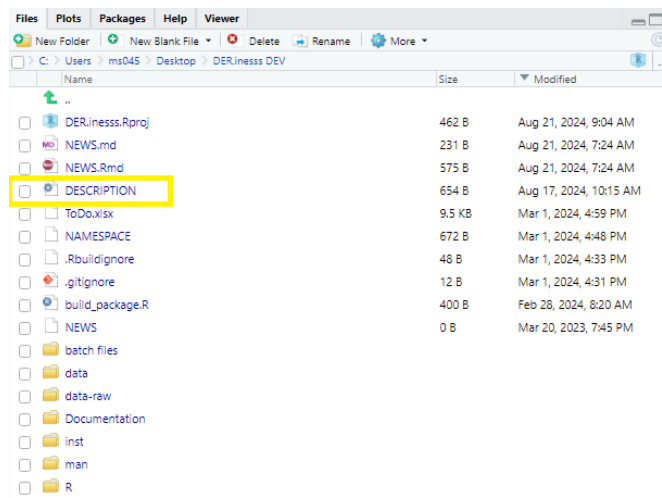 Files Plots Packages Help Viewer
New Folder New Blank File Delete Rename More
C: > Users > ms045 > Desktop > DER.inesss DEV
Name Size Modified
..
DER.inesss.Rproj 462 B Aug 21, 2024, 9:04 AM
NEWS.md 231 B Aug 21, 2024, 7:24 AM
NEWS.Rmd 575 B Aug 21, 2024, 7:24 AM
DESCRIPTION 654 B Aug 17, 2024, 10:15 AM
ToDo.xlsx 9.5 KB Mar 1, 2024, 4:59 PM
NAMESPACE 672 B Mar 1, 2024, 4:48 PM
.Rbuildignore 48 B Mar 1, 2024, 4:33 PM
.gitignore 12 B Mar 1, 2024, 4:31 PM
build_package.R 400 B Feb 28, 2024, 8:20 AM
NEWS 0 B Mar 20, 2023, 7:45 PM
batch files
data
data-raw
Documentation
inst
man
R